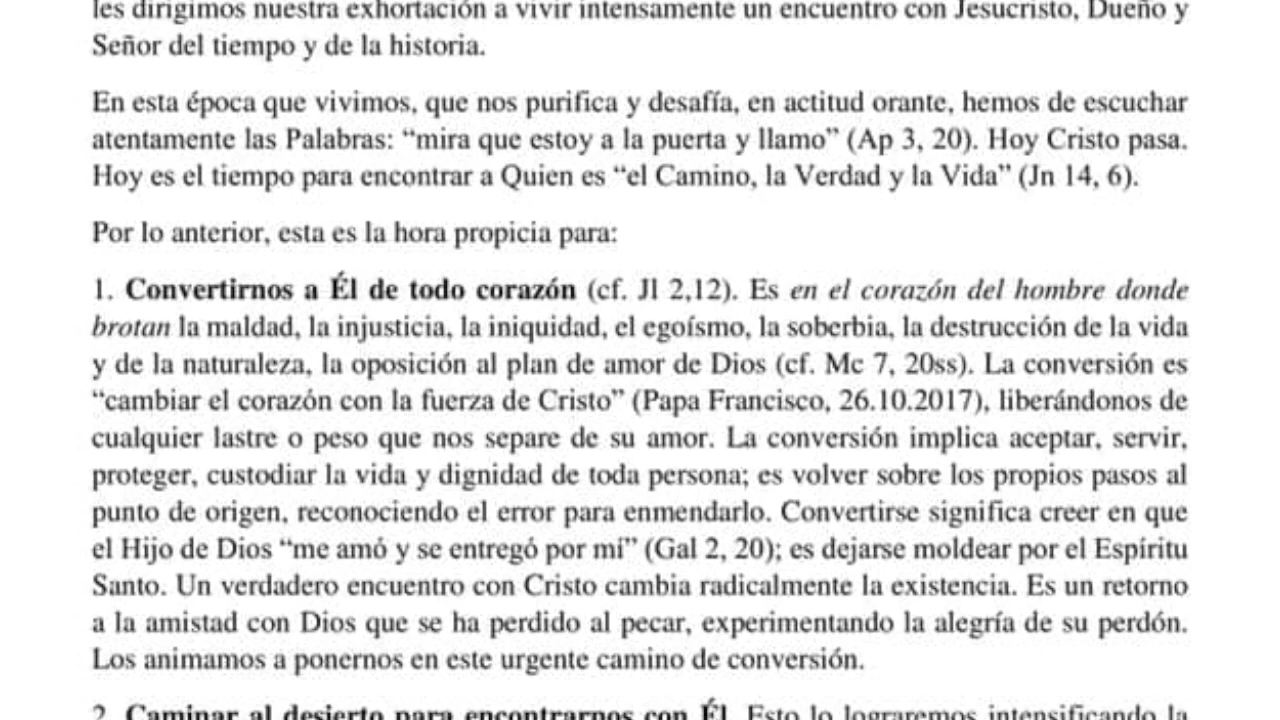 les dirigimos nuestra exhortación a vivir intensamente un encuentro con Jesucristo, Dueño y
Señor del tiempo y de la historia.
En esta época que vivimos, que nos purifica y desafía, en actitud orante, hemos de escuchar
atentamente las Palabras: “mira que estoy a la puerta y llamo” (Ap 3, 20). Hoy Cristo pasa.
Hoy es el tiempo para encontrar a Quien es “el Camino, la Verdad y la Vida” (Jn 14, 6).
Por lo anterior, esta es la hora propicia para:
1. Convertirnos a Él de todo corazón (cf. Jl 2,12). Es en el corazón del hombre donde
brotan la maldad, la injusticia, la iniquidad, el egoísmo, la soberbia, la destrucción de la vida
y de la naturaleza, la oposición al plan de amor de Dios (cf. Mc 7, 20ss). La conversión es
“cambiar el corazón con la fuerza de Cristo” (Papa Francisco, 26.10.2017), liberándonos de
cualquier lastre o peso que nos separe de su amor. La conversión implica aceptar, servir,
proteger, custodiar la vida y dignidad de toda persona; es volver sobre los propios pasos al
punto de origen, reconociendo el error para enmendarlo. Convertirse significa creer en que
el Hijo de Dios “me amó y se entregó por mí” (Gal 2, 20); es dejarse moldear por el Espíritu
Santo. Un verdadero encuentro con Cristo cambia radicalmente la existencia. Es un retorno
a la amistad con Dios que se ha perdido al pecar, experimentando la alegría de su perdón.
Los animamos a ponernos en este urgente camino de conversión.
2. Caminar al desierto para encontrarnos con Él. Esto lo lograremos intensificando la